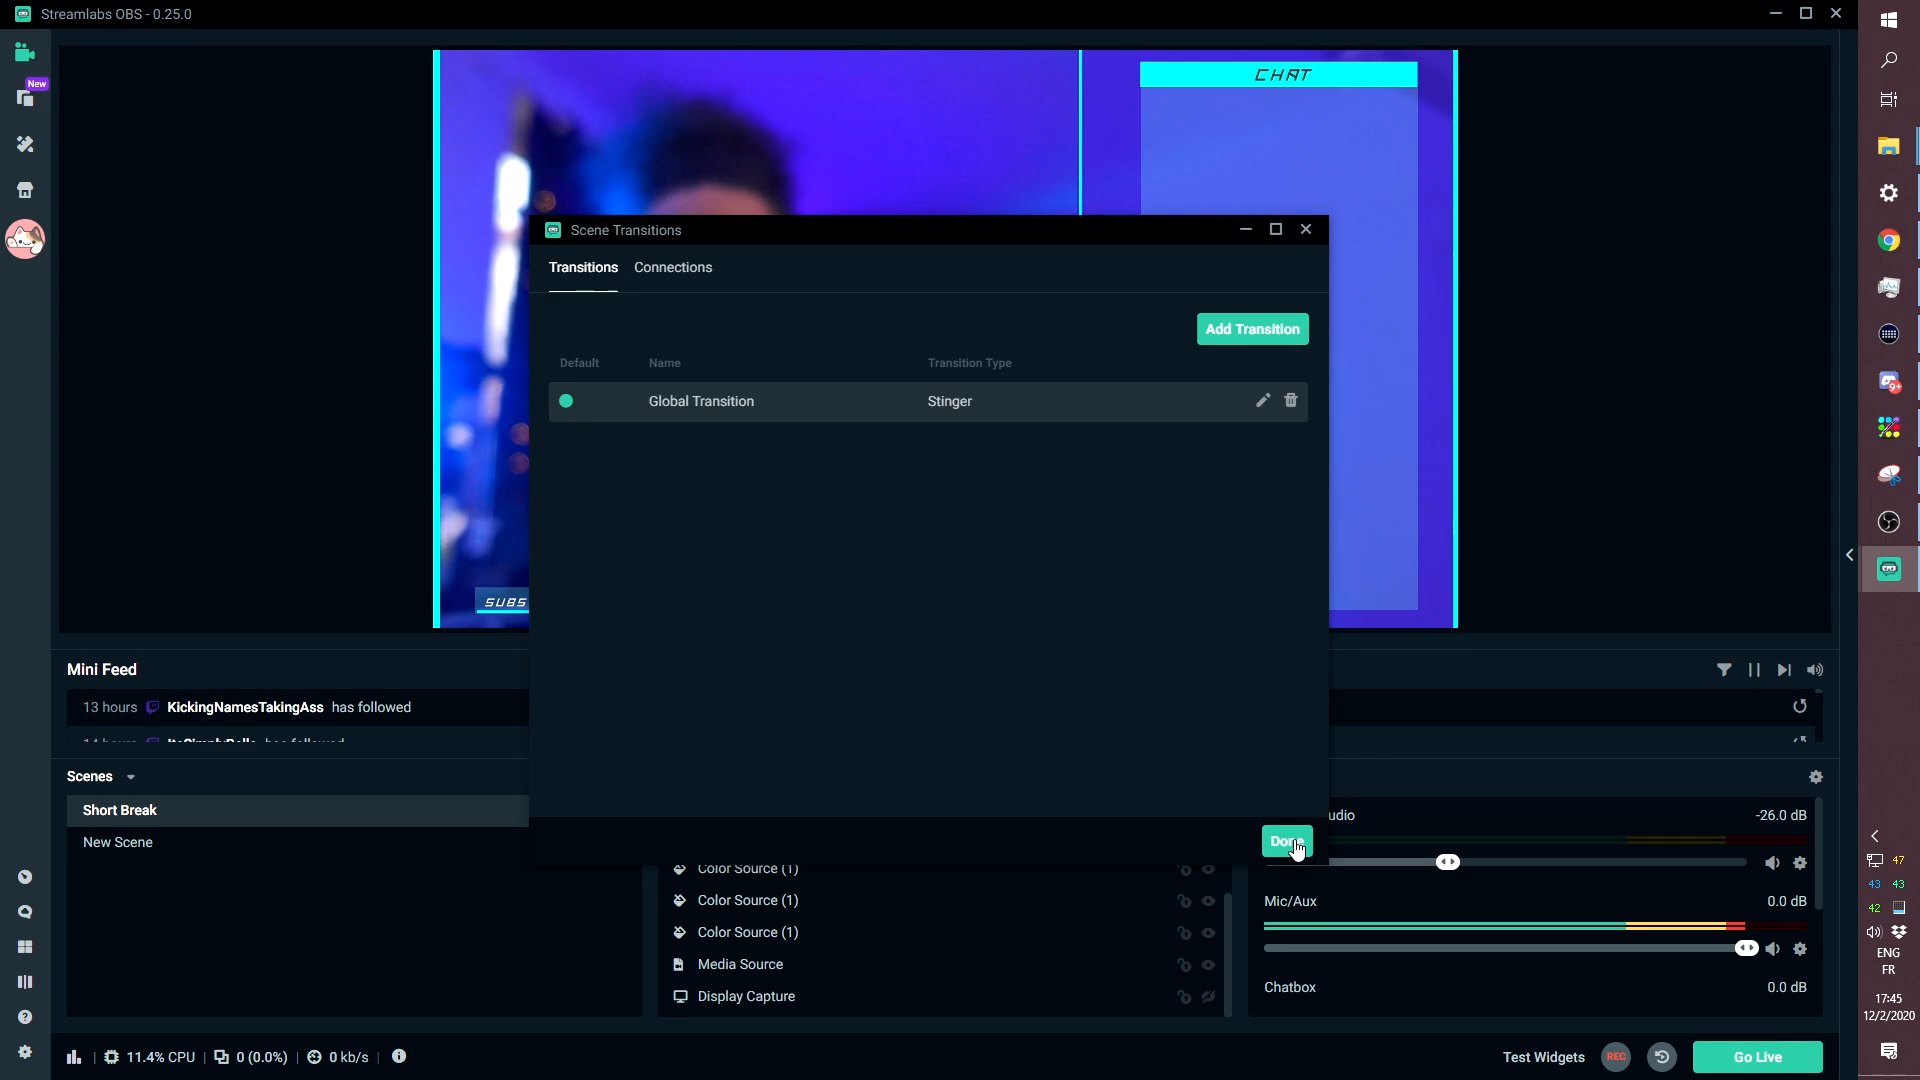 Streamlabs OBS - 0.25.0
New
CHAT
SUBS
Scene Transitions
Transitions Connections
Add Transition
Default Name Transition Type
Global Transition Stinger
Done
Mini Feed
13 hours KickingNamesTakingAss has followed
Scenes
Short Break
New Scene
Color Source (1)
Color Source (1)
Color Source (1)
Media Source
Display Capture
udio -26.0 dB
Mic/Aux 0.0 dB
Chatbox 0.0 dB
11.4% CPU 0 (0.0%) 0 kb/s
Test Widgets REC Go Live
9+
47
43 43
42
ENG
FR
17:45
12/2/2020